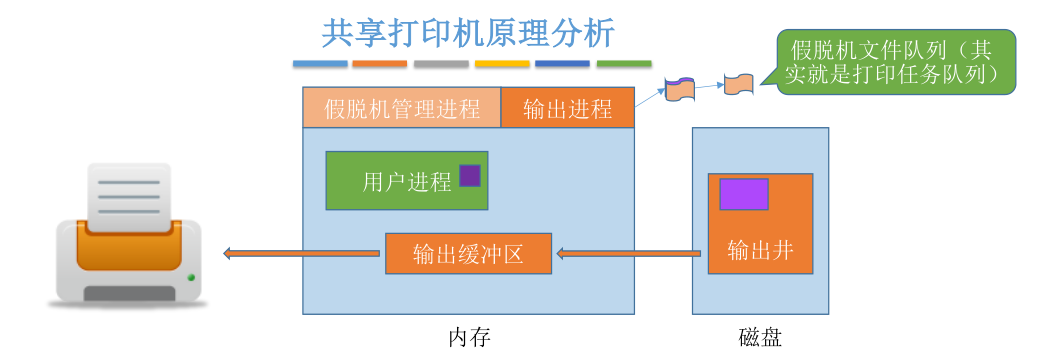 共享打印机原理分析
假脱机文件队列（其
实就是打印任务队列）
假脱机管理进程
输出进程
用户进程
输出缓冲区
输出井
内存
磁盘